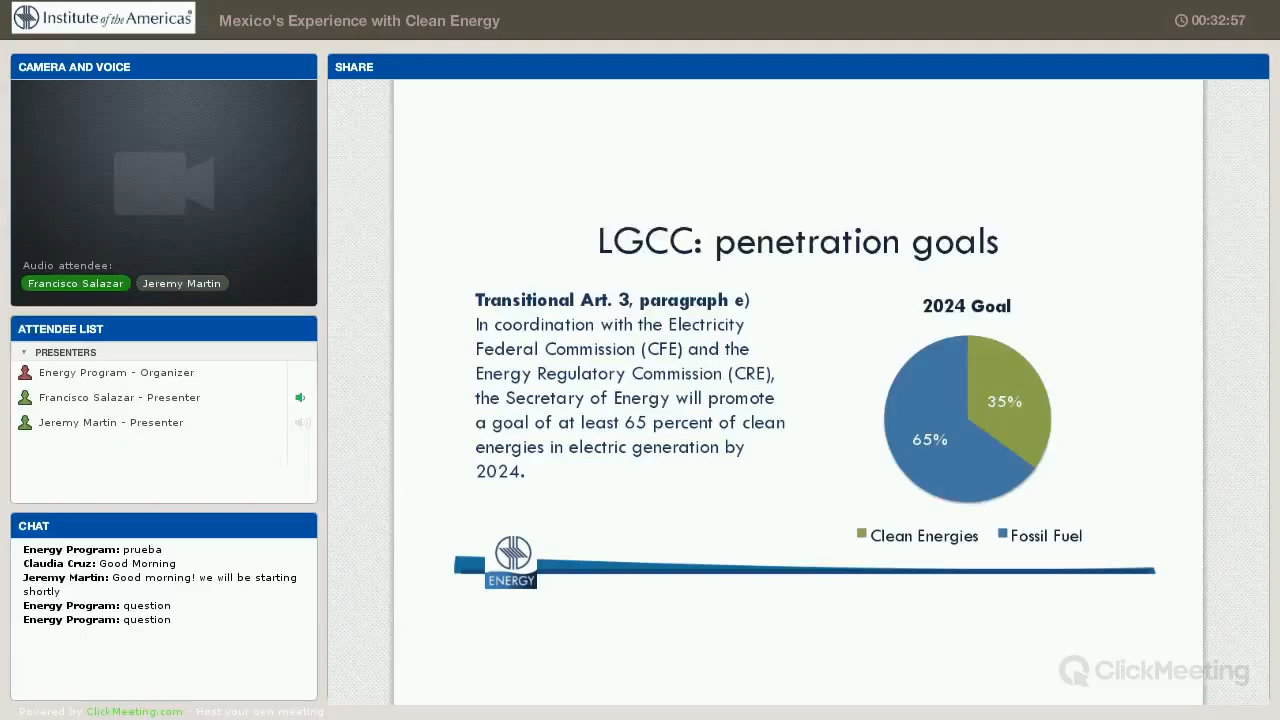 Institute of the Americas
Mexico's Experience with Clean Energy
00:32:57
CAMERA AND VOICE
Audio attendee:
Francisco Salazar
Jeremy Martin
ATTENDEE LIST
PRESENTERS
Energy Program - Organizer
Francisco Salazar - Presenter
Jeremy Martin - Presenter
CHAT
Energy Program: prueba
Claudia Cruz: Good Morning
Jeremy Martin: Good morning! we will be starting
shortly
Energy Program: question
Energy Program: question
Powered by ClickMeeting.com - Host your own meeting
SHARE
LGCC: penetration goals
Transitional Art. 3, paragraph e)
In coordination with the Electricity
Federal Commission (CFE) and the
Energy Regulatory Commission (CRE),
the Secretary of Energy will promote
a goal of at least 65 percent of clean
energies in electric generation by
2024.
2024 Goal
35%
65%
Clean Energies
Fossil Fuel
ENERGY
ClickMeeting